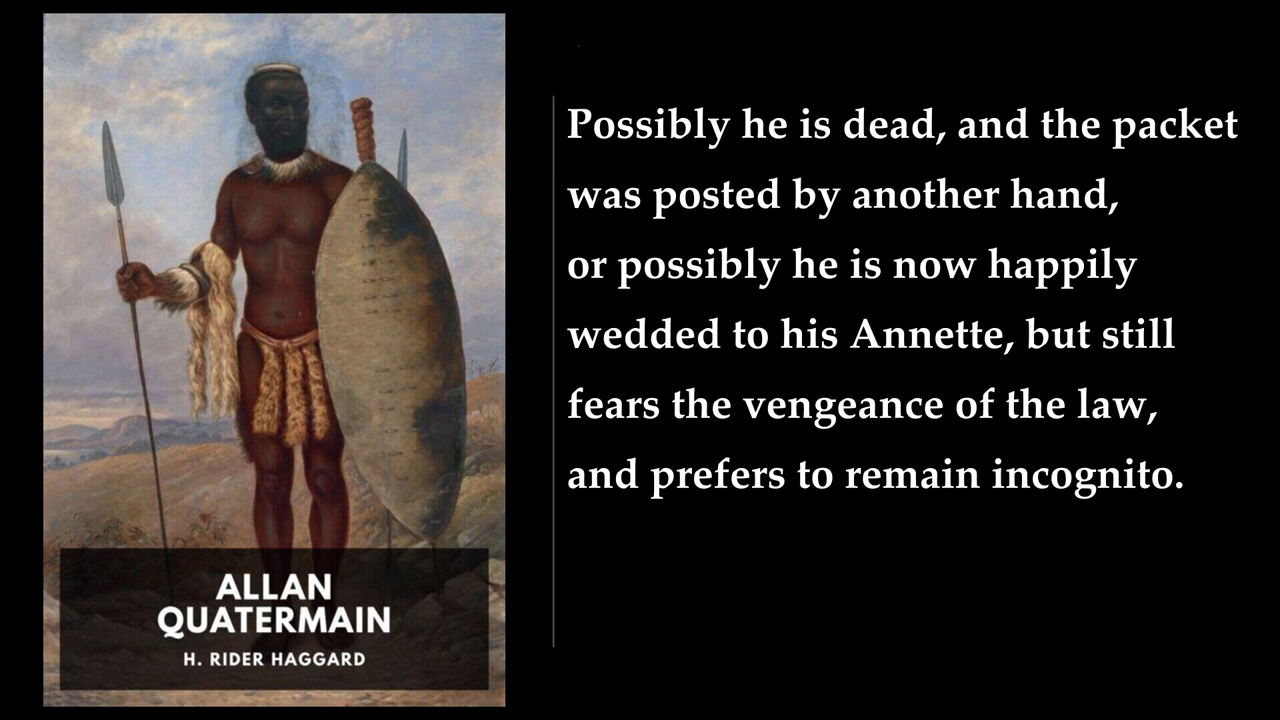 ALLAN
QUATERMAIN
H. RIDER HAGGARD
Possibly he is dead, and the packet
was posted by another hand,
or possibly he is now happily
wedded to his Annette, but still
fears the vengeance of the law,
and prefers to remain incognito.